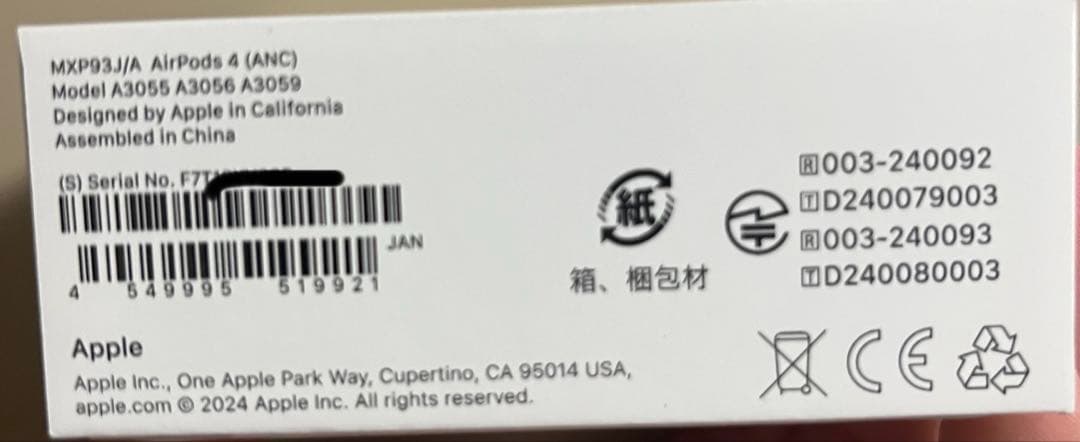 MXP93J/A AirPods 4 (ANC)
Model A3055 A3056 A3059
Designed by Apple in California
Assembled in China
(S) Serial No. F7T
JAN
4 549995 519921
紙
箱、梱包材
R003-240092
TD240079003
R003-240093
TD240080003
Apple
Apple Inc., One Apple Park Way, Cupertino, CA 95014 USA,
apple.com © 2024 Apple Inc. All rights reserved.
CE